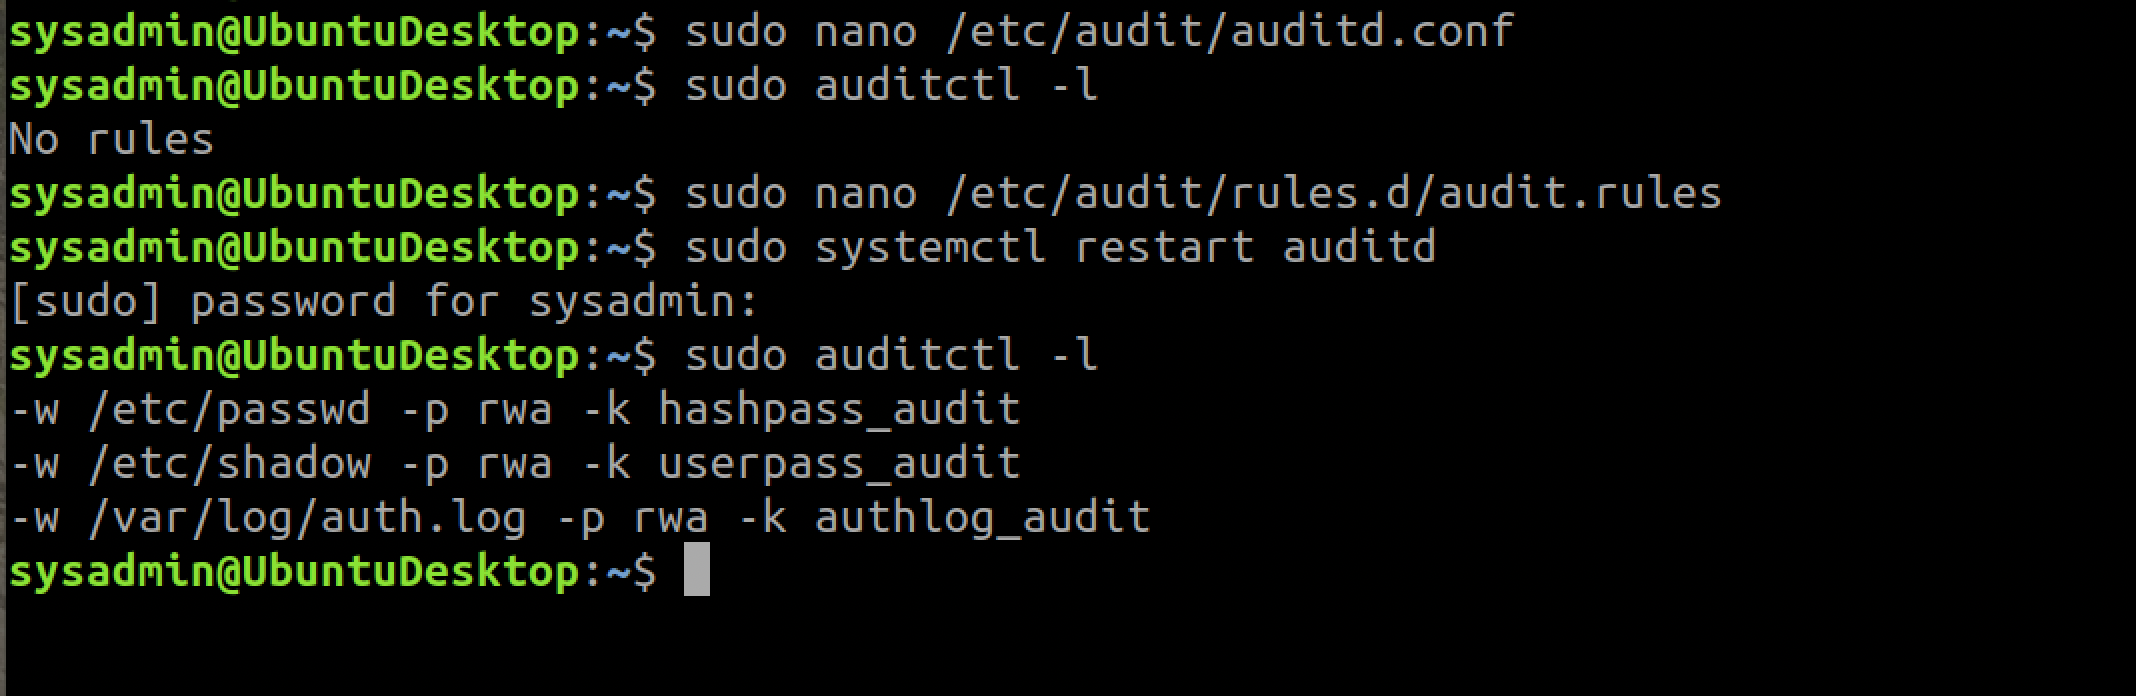 sysadmin@UbuntuDesktop:~$ sudo nano /etc/audit/auditd.conf
sysadmin@UbuntuDesktop:~$ sudo auditctl -l
No rules
sysadmin@UbuntuDesktop:~$ sudo nano /etc/audit/rules.d/audit.rules
sysadmin@UbuntuDesktop:~$ sudo systemctl restart auditd
[sudo] password for sysadmin:
sysadmin@UbuntuDesktop:~$ sudo auditctl -l
-w /etc/passwd -p rwa -k hashpass_audit
-w /etc/shadow -p rwa -k userpass_audit
-w /var/log/auth.log -p rwa -k authlog_audit
sysadmin@UbuntuDesktop:~$